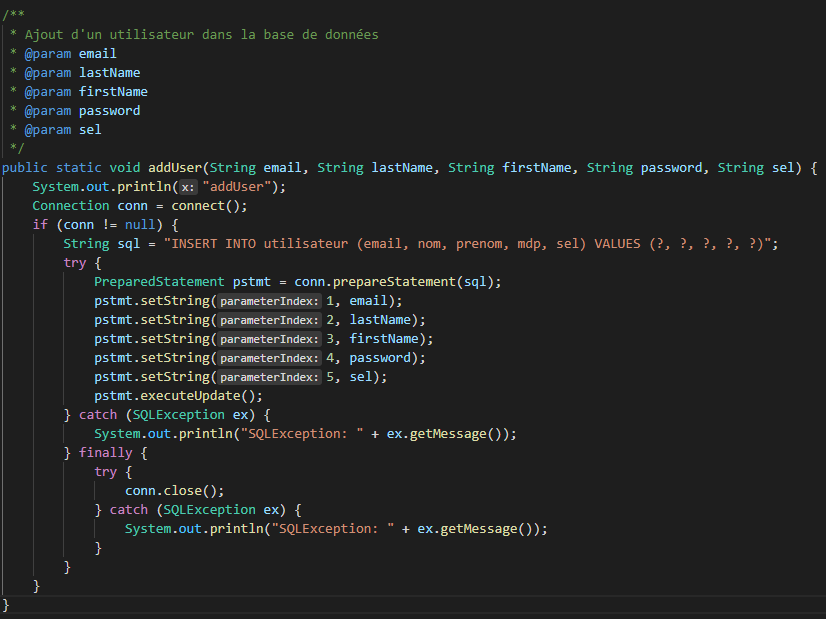 /**
 * Ajout d'un utilisateur dans la base de données
 * @param email
 * @param lastName
 * @param firstName
 * @param password
 * @param sel
 */
public static void addUser(String email, String lastName, String firstName, String password, String sel) {
    System.out.println(x: "addUser");
    Connection conn = connect();
    if (conn != null) {
        String sql = "INSERT INTO utilisateur (email, nom, prenom, mdp, sel) VALUES (?, ?, ?, ?, ?)";
        try {
            PreparedStatement pstmt = conn.prepareStatement(sql);
            pstmt.setString(parameterIndex: 1, email);
            pstmt.setString(parameterIndex: 2, lastName);
            pstmt.setString(parameterIndex: 3, firstName);
            pstmt.setString(parameterIndex: 4, password);
            pstmt.setString(parameterIndex: 5, sel);
            pstmt.executeUpdate();
        } catch (SQLException ex) {
            System.out.println("SQLException: " + ex.getMessage());
        } finally {
            try {
                conn.close();
            } catch (SQLException ex) {
                System.out.println("SQLException: " + ex.getMessage());
            }
        }
    }
}